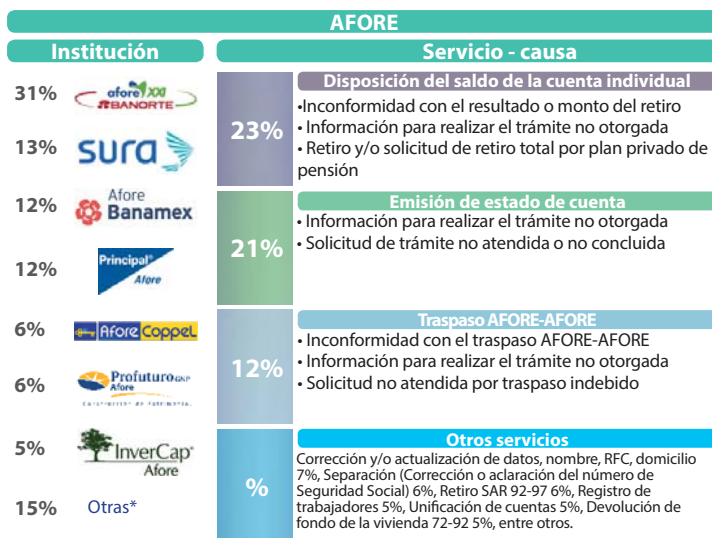 AFORE
Institución
Servicio - causa
31%
afore XXI
BANORTE
13%
sura
12%
Afore
Banamex
12%
Principal®
Afore
6%
Afore Coppel
6%
Profuturo GNP
Afore
5%
InverCap®
Afore
15%
Otras*
23%
Disposición del saldo de la cuenta individual
•Inconformidad con el resultado o monto del retiro
• Información para realizar el trámite no otorgada
• Retiro y/o solicitud de retiro total por plan privado de
pensión
21%
Emisión de estado de cuenta
• Información para realizar el trámite no otorgada
• Solicitud de trámite no atendida o no concluida
12%
Traspaso AFORE-AFORE
• Inconformidad con el traspaso AFORE-AFORE
• Información para realizar el trámite no otorgada
• Solicitud no atendida por traspaso indebido
%
Otros servicios
Corrección y/o actualización de datos, nombre, RFC, domicilio
7%, Separación (Corrección o aclaración del número de
Seguridad Social) 6%, Retiro SAR 92-97 6%, Registro de
trabajadores 5%, Unificación de cuentas 5%, Devolución de
fondo de la vivienda 72-92 5%, entre otros.